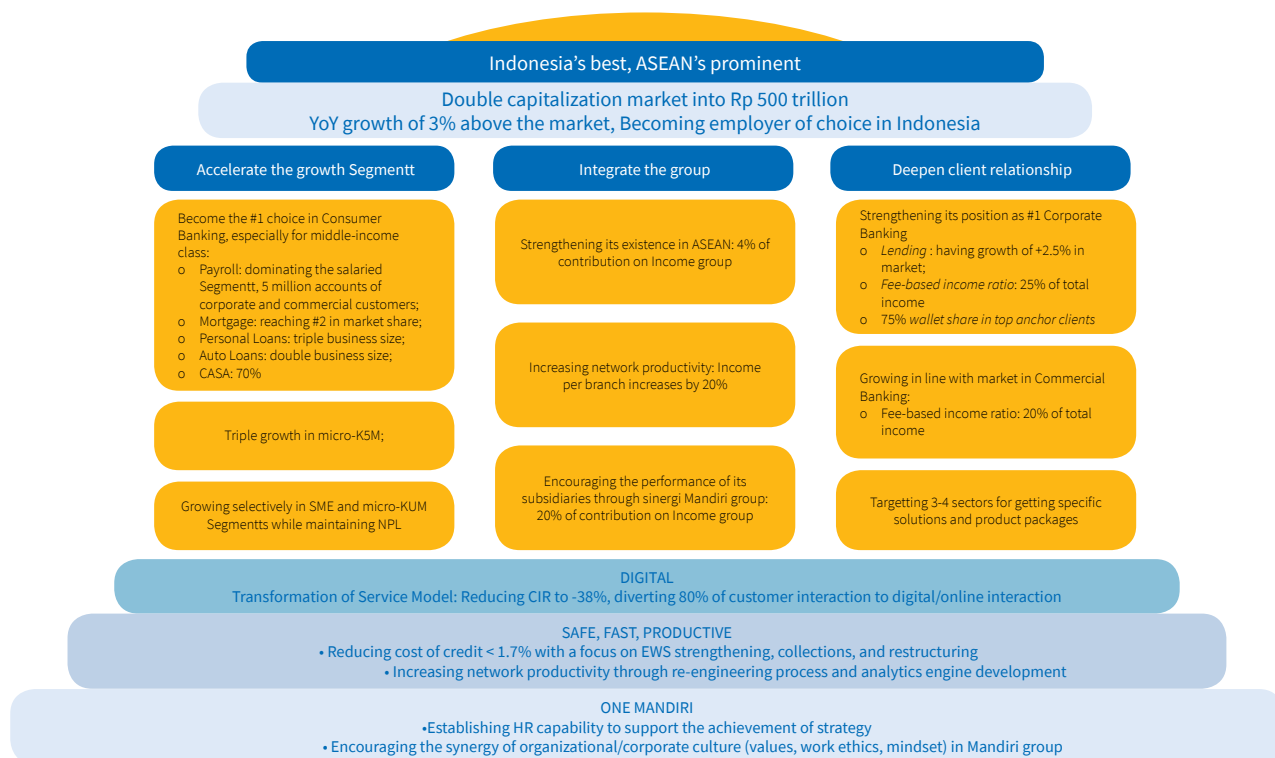 Indonesia's best, ASEAN's prominent
Double capitalization market into Rp 500 trillion
YoY growth of 3% above the market, Becoming employer of choice in Indonesia
Accelerate the growth Segmentt
Become the #1 choice in Consumer
Banking, especially for middle-income
class:
o Payroll: dominating the salaried
Segmentt, 5 million accounts of
corporate and commercial customers;
o Mortgage: reaching #2 in market share;
o Personal Loans: triple business size;
o Auto Loans: double business size;
o CASA: 70%
Triple growth in micro-K5M;
Growing selectively in SME and micro-KUM
Segmentts while maintaining NPL
Integrate the group
Strengthening its existence in ASEAN: 4% of
contribution on Income group
Increasing network productivity: Income
per branch increases by 20%
Encouraging the performance of its
subsidiaries through sinergi Mandiri group:
20% of contribution on Income group
Deepen client relationship
Strengthening its position as #1 Corporate
Banking
o Lending : having growth of +2.5% in
market;
o Fee-based income ratio: 25% of total
income
o 75% wallet share in top anchor clients
Growing in line with market in Commercial
Banking:
o Fee-based income ratio: 20% of total
income
Targetting 3-4 sectors for getting specific
solutions and product packages
DIGITAL
Transformation of Service Model: Reducing CIR to -38%, diverting 80% of customer interaction to digital/online interaction
SAFE, FAST, PRODUCTIVE
• Reducing cost of credit < 1.7% with a focus on EWS strengthening, collections, and restructuring
• Increasing network productivity through re-engineering process and analytics engine development
ONE MANDIRI
•Establishing HR capability to support the achievement of strategy
• Encouraging the synergy of organizational/corporate culture (values, work ethics, mindset) in Mandiri group